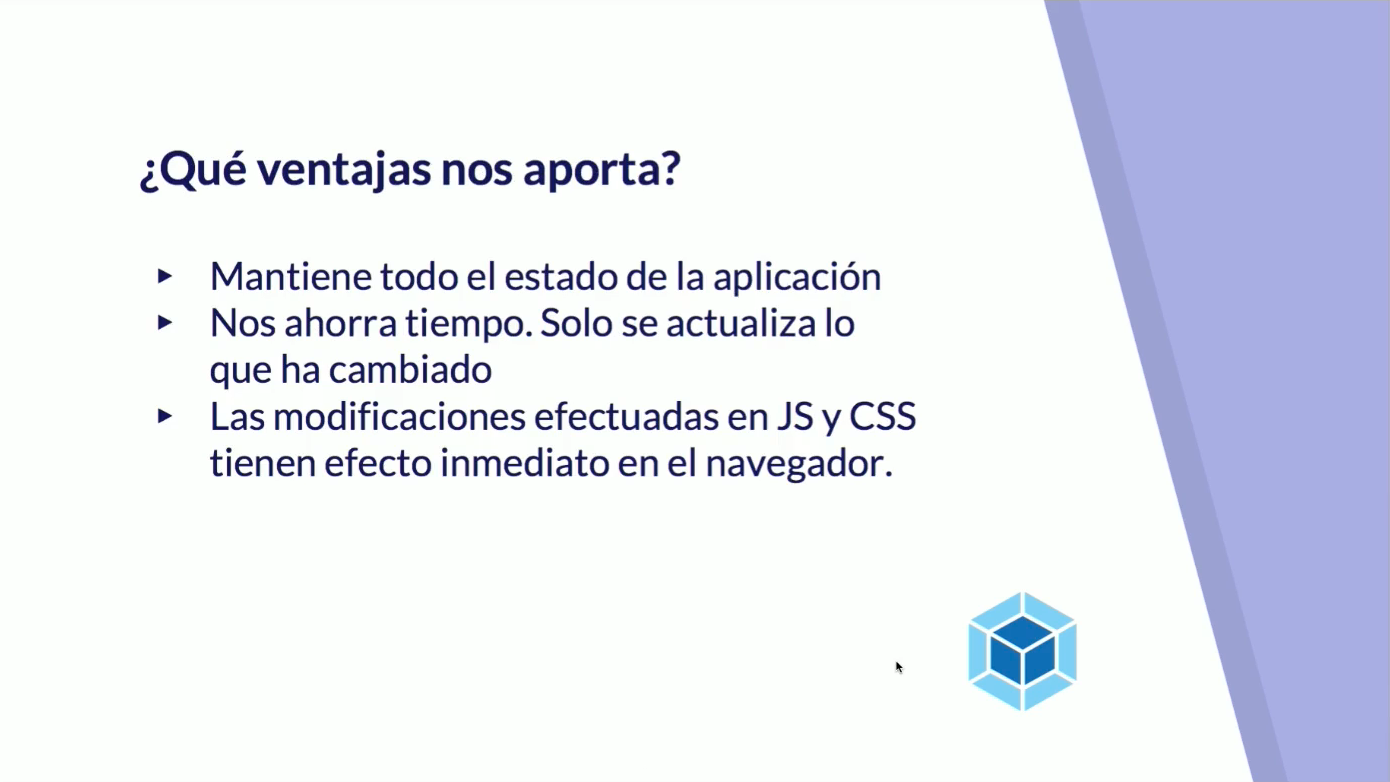 ¿Qué ventajas nos aporta?
Mantiene todo el estado de la aplicación
Nos ahorra tiempo. Solo se actualiza lo
que ha cambiado
Las modificaciones efectuadas en JS y CSS
tienen efecto inmediato en el navegador.